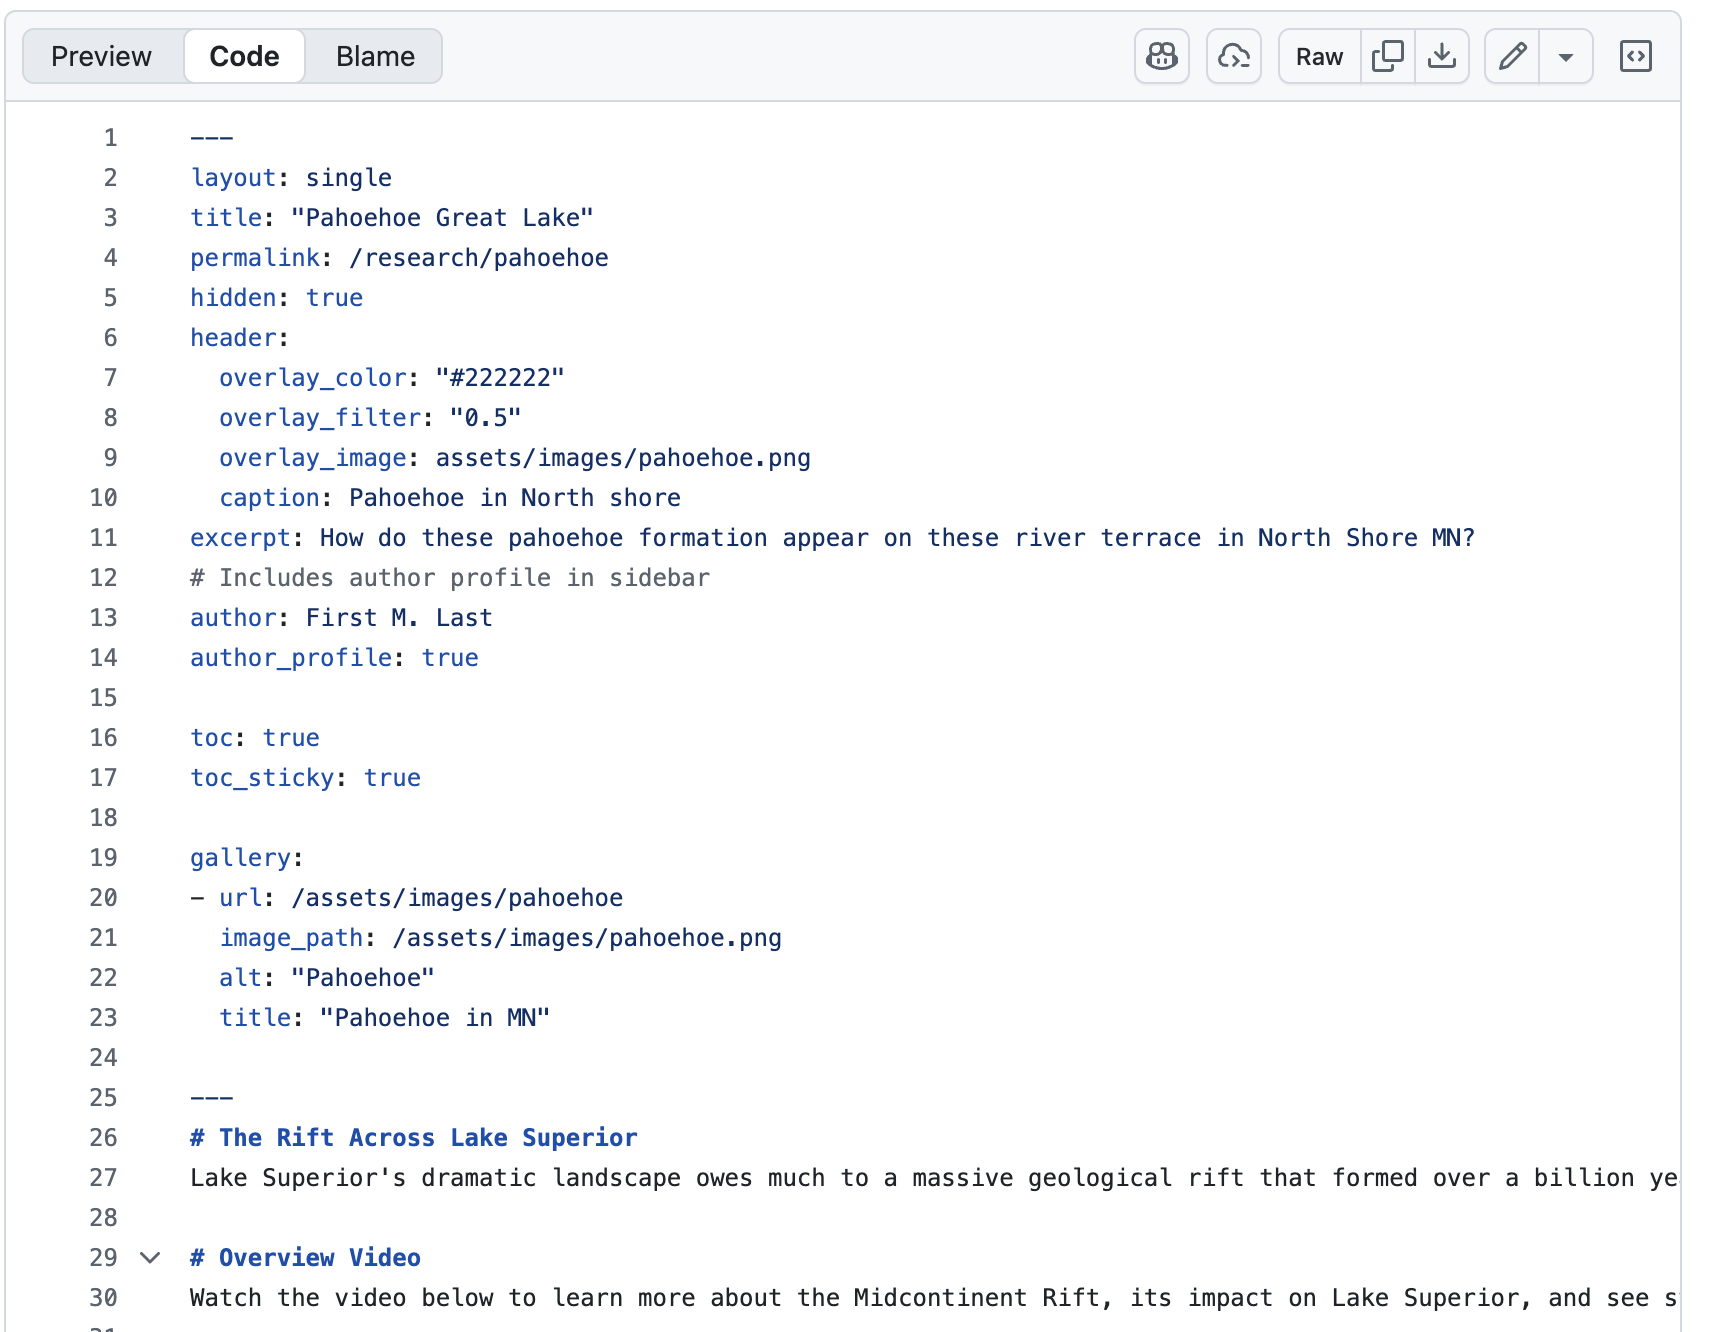 Preview Code Blame Raw
1 ---
2 layout: single
3 title: "Pahoehoe Great Lake"
4 permalink: /research/pahoehoe
5 hidden: true
6 header:
7 overlay_color: "#222222"
8 overlay_filter: "0.5"
9 overlay_image: assets/images/pahoehoe.png
10 caption: Pahoehoe in North shore
11 excerpt: How do these pahoehoe formation appear on these river terrace in North Shore MN?
12 # Includes author profile in sidebar
13 author: First M. Last
14 author_profile: true
15
16 toc: true
17 toc_sticky: true
18
19 gallery:
20 - url: /assets/images/pahoehoe
21 image_path: /assets/images/pahoehoe.png
22 alt: "Pahoehoe"
23 title: "Pahoehoe in MN"
24
25 ---
26 # The Rift Across Lake Superior
27 Lake Superior's dramatic landscape owes much to a massive geological rift that formed over a billion
28
29 # Overview Video
30 Watch the video below to learn more about the Midcontinent Rift, its impact on Lake Superior, and see